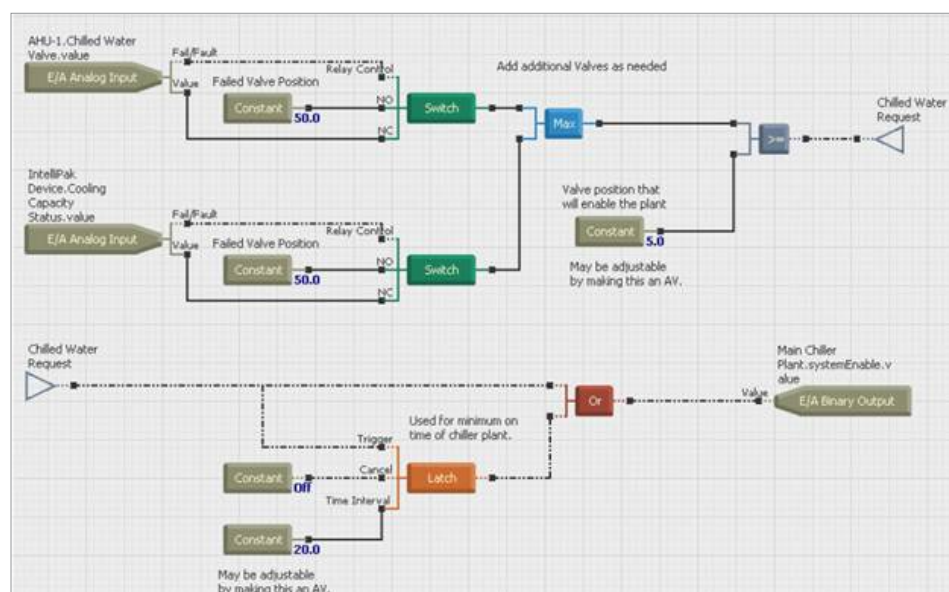 AHU-1.Chilled Water
Valve.value
Fail/Fault
E/A Analog Input
Value
Relay Control
Failed Valve Position
Constant
50.0
NO
NC
Switch
Add additional Valves as needed
Max
>=
Chilled Water
Request
IntelliPak
Device.Cooling
Capacity
Status.value
Fail/Fault
E/A Analog Input
Value
Relay Control
Failed Valve Position
Constant
50.0
NO
NC
Switch
Valve position that
will enable the plant
Constant
5.0
May be adjustable
by making this an AV.
Chilled Water
Request
Or
Main Chiller
Plant.systemEnable.v
alue
Value
E/A Binary Output
Used for minimum on
time of chiller plant.
Trigger
Cancel
Time Interval
Latch
Constant
Off
Constant
20.0
May be adjustable
by making this an AV.